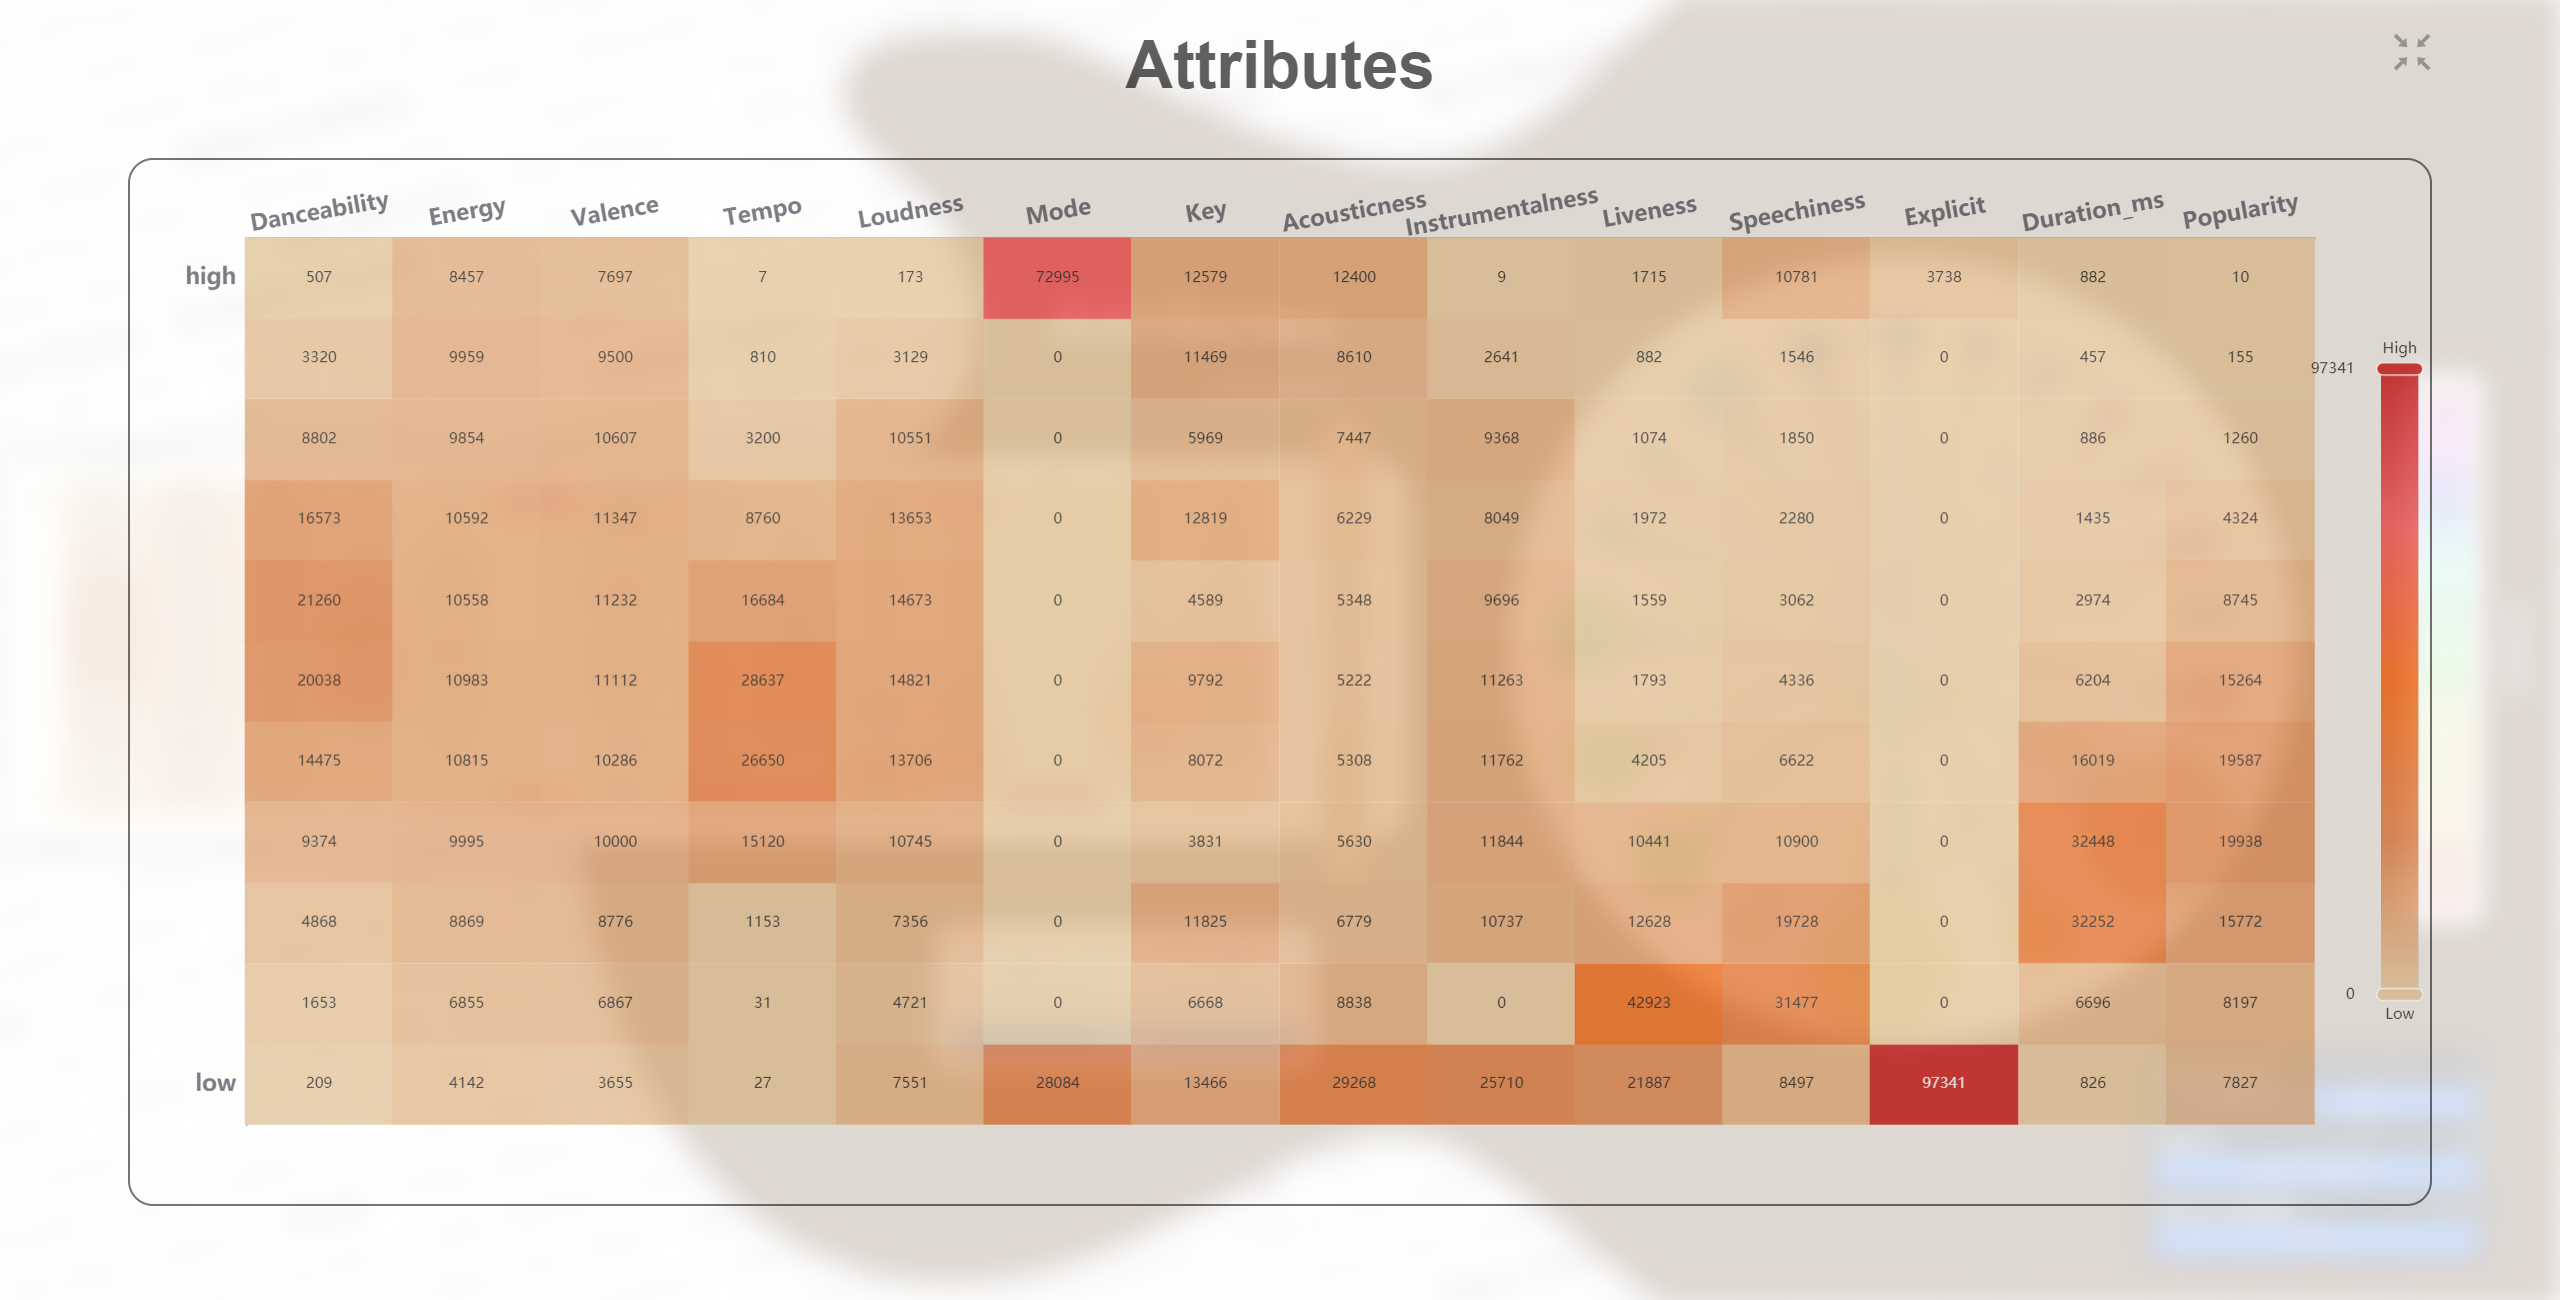 Attributes
Danceability Energy Valence Tempo Loudness Mode Key Acousticness Instrumentalness Liveness Speechiness Explicit Duration_ms Popularity
high 507 8457 7697 7 173 72995 12579 12400 9 1715 10781 3738 882 10
3320 9959 9500 810 3129 0 11469 8610 2641 882 1546 0 457 155
High
97341
8802 9854 10607 3200 10551 0 5969 7447 9368 1074 1850 0 886 1260
16573 10592 11347 8760 13653 0 12819 6229 8049 1972 2280 0 1435 4324
21260 10558 11232 16684 14673 0 4589 5348 9696 1559 3062 0 2974 8745
20038 10983 11112 28637 14821 0 9792 5222 11263 1793 4336 0 6204 15264
14475 10815 10286 26650 13706 0 8072 5308 11762 4205 6622 0 16019 19587
9374 9995 10000 15120 10745 0 3831 5630 11844 10441 10900 0 32448 19938
4868 8869 8776 1153 7356 0 11825 6779 10737 12628 19728 0 32252 15772
1653 6855 6867 31 4721 0 6668 8838 0 42923 31477 0 6696 8197
0
Low
low 209 4142 3655 27 7551 28084 13466 29268 25710 21887 8497 97341 826 7827